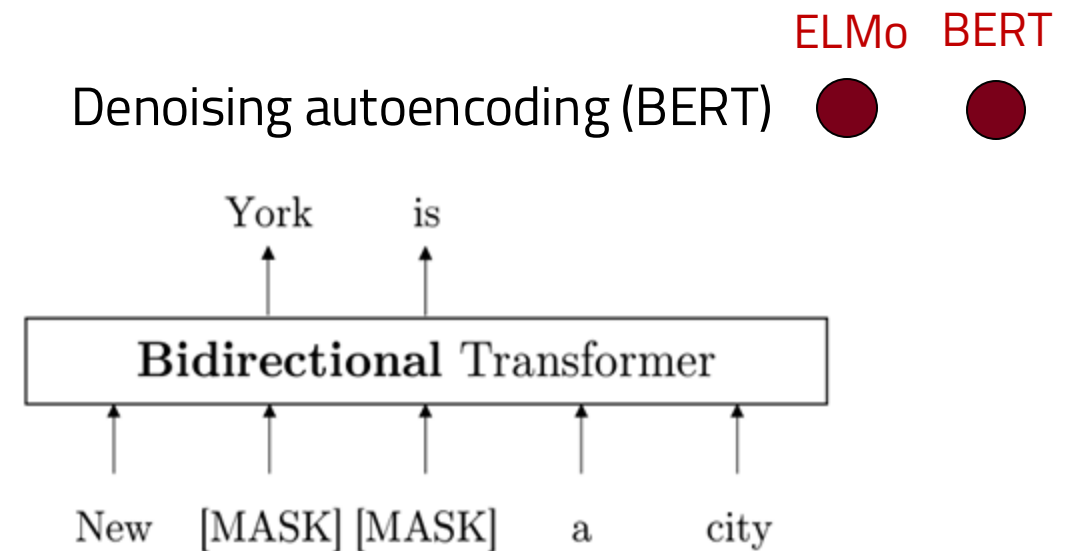 ELMo BERT
Denoising autoencoding (BERT)
York is
Bidirectional Transformer
New [MASK] [MASK] a city